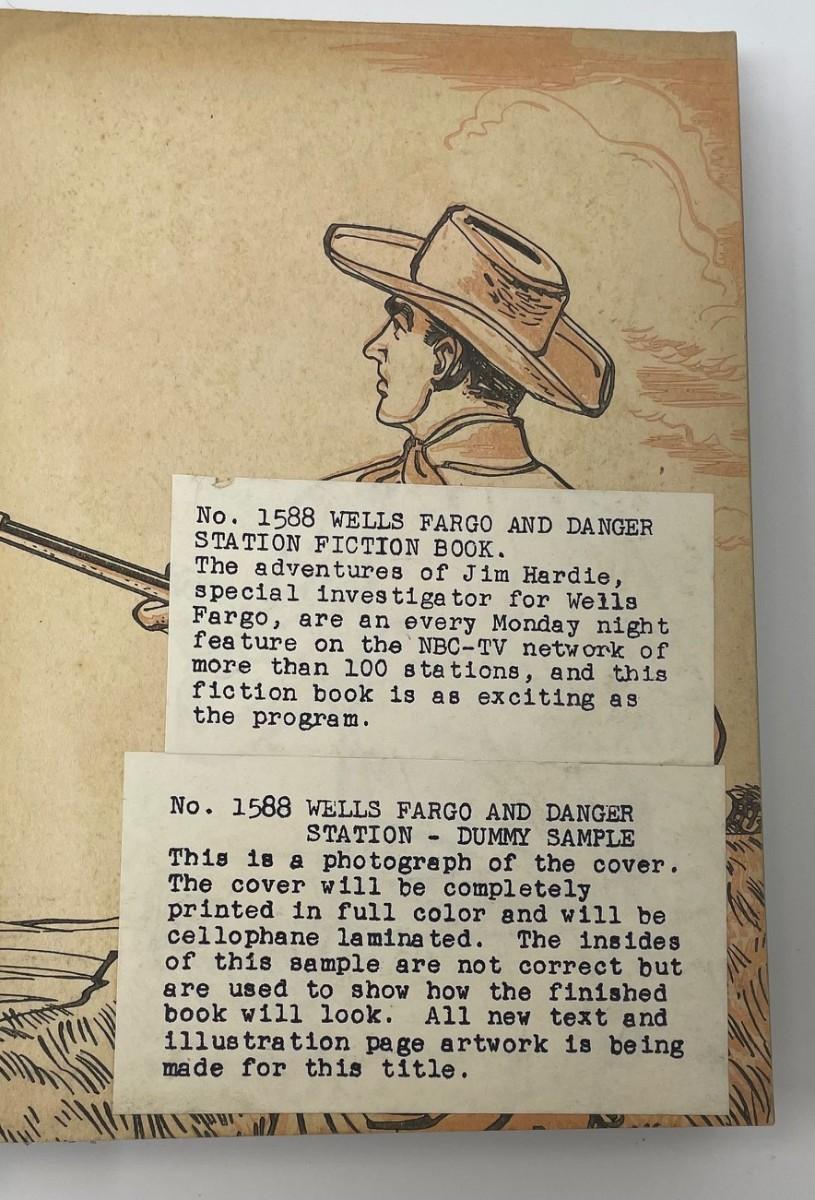 No. 1588 WELLS FARGO AND DANGER
STATION FICTION BOOK.
The adventures of Jim Hardie,
special investigator for Wells
Fargo, are an every Monday night
feature on the NBC-TV network of
more than 100 stations, and this
fiction book is as exciting as
the program.
No. 1588 WELLS FARGO AND DANGER
STATION - DUMMY SAMPLE
This is a photograph of the cover.
The cover will be completely
printed in full color and will be
cellophane laminated. The insides
of this sample are not correct but
are used to show how the finished
book will look. All new text and
illustration page artwork is being
made for this title.